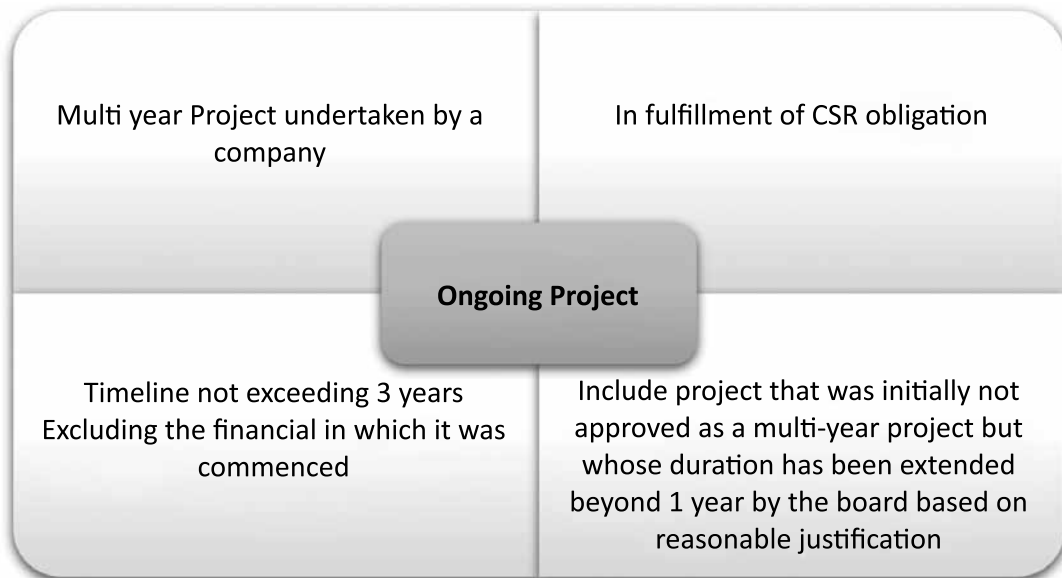 Multi year Project undertaken by a
company
In fulfillment of CSR obligation
Ongoing Project
Timeline not exceeding 3 years
Excluding the financial in which it was
commenced
Include project that was initially not
approved as a multi-year project but
whose duration has been extended
beyond 1 year by the board based on
reasonable justification